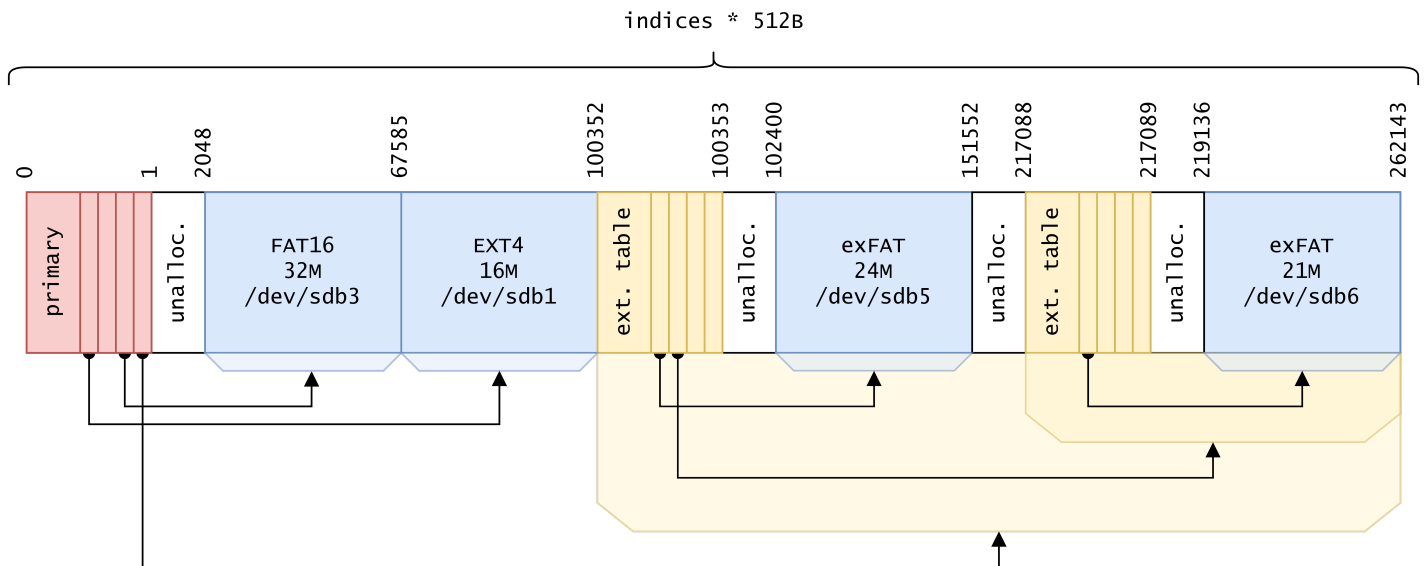 indices * 512B
0
1
2048
67585
100352
100353
102400
151552
217088
217089
219136
262143
primary
unalloc.
FAT16
32M
/dev/sdb3
EXT4
16M
/dev/sdb1
ext. table
unalloc.
exFAT
24M
/dev/sdb5
unalloc.
ext. table
unalloc.
exFAT
21M
/dev/sdb6